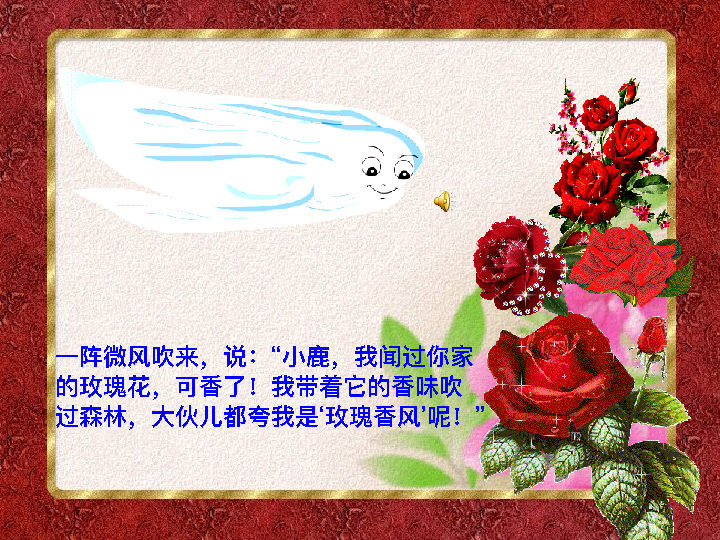 一阵微风吹来，说：“小鹿，我闻过你家
的玫瑰花，可香了！我带着它的香味吹
过森林，大伙儿都夸我是‘玫瑰香风’呢！”